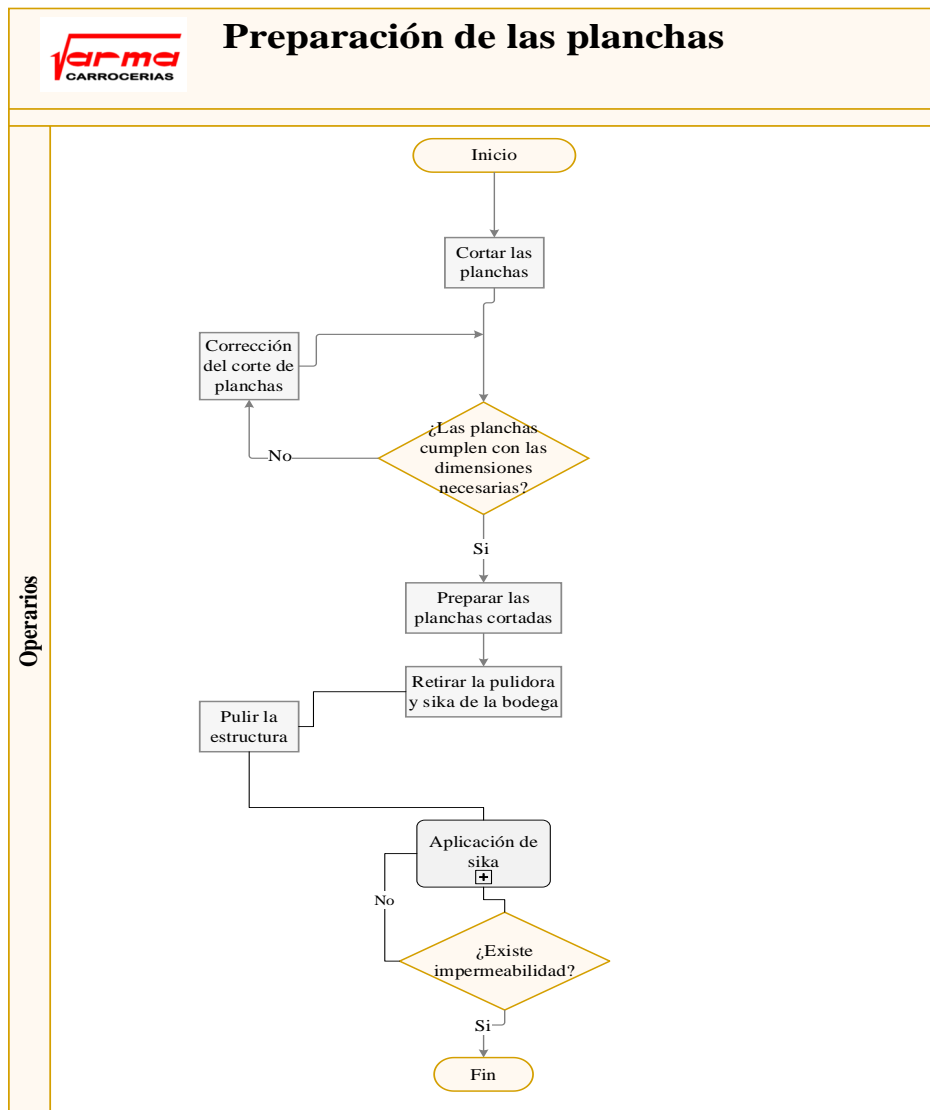 Varma
CARROCERIAS
Preparación de las planchas
Operarios
Inicio
Cortar las
planchas
Corrección
del corte de
planchas
¿Las planchas
cumplen con las
dimensiones
necesarias?
No
Si
Preparar las
planchas cortadas
Retirar la pulidora
y sika de la bodega
Pulir la
estructura
Aplicación de
sika
No
¿Existe
impermeabilidad?
Si
Fin